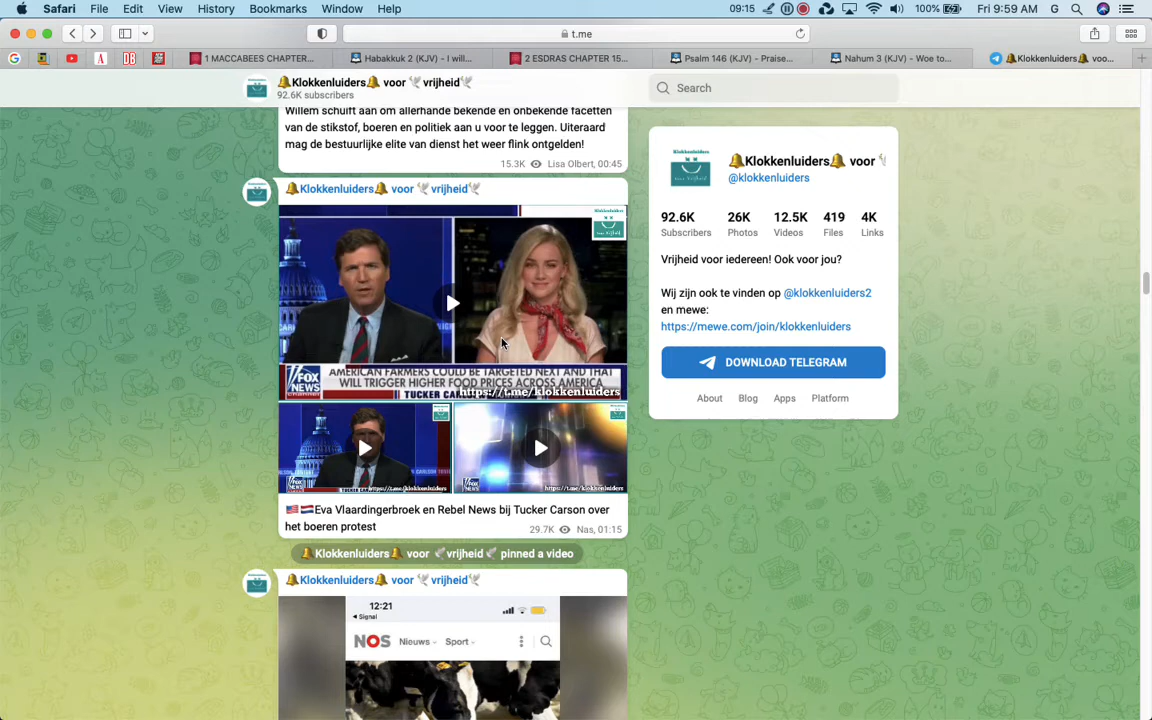 Safari File Edit View History Bookmarks Window Help 09:15 100% Fri 9:59 AM G
t.me
1 MACCABEES CHAPTER... Habakkuk 2 (KJV) - I will... 2 ESDRAS CHAPTER 15... Psalm 146 (KJV) - Praise... Nahum 3 (KJV) - Woe to... 🔔Klokkenluiders🔔 voo...
🔔Klokkenluiders🔔 voor 🕊vrijheid🕊
92.6K subscribers
Search
Willem schuift aan om allerhande bekende en onbekende facetten
van de stikstof, boeren en politiek aan u voor te leggen. Uiteraard
mag de bestuurlijke elite van dienst het weer flink ontgelden!
15.3K Lisa Olbert, 00:45
🔔Klokkenluiders🔔 voor 🕊vrijheid🕊
AMERICAN FARMERS COULD BE TARGETED NEXT AND THAT
WILL TRIGGER HIGHER FOOD PRICES ACROSS AMERICA
FOX
NEWS
TUCKER
https://t.me/klokkenluiders
https://t.me/klokkenluiders
https://t.me/klokkenluiders
🇺🇸🇳🇱Eva Vlaardingerbroek en Rebel News bij Tucker Carson over
het boeren protest
29.7K Nas, 01:15
🔔Klokkenluiders🔔 voor 🕊vrijheid🕊 pinned a video
🔔Klokkenluiders🔔 voor 🕊vrijheid🕊
12:21
Signal
NOS Nieuws Sport
🔔Klokkenluiders🔔 voor
@klokkenluiders
92.6K 26K 12.5K 419 4K
Subscribers Photos Videos Files Links
Vrijheid voor iedereen! Ook voor jou?
Wij zijn ook te vinden op @klokkenluiders2
en mewe:
https://mewe.com/join/klokkenluiders
DOWNLOAD TELEGRAM
About Blog Apps Platform